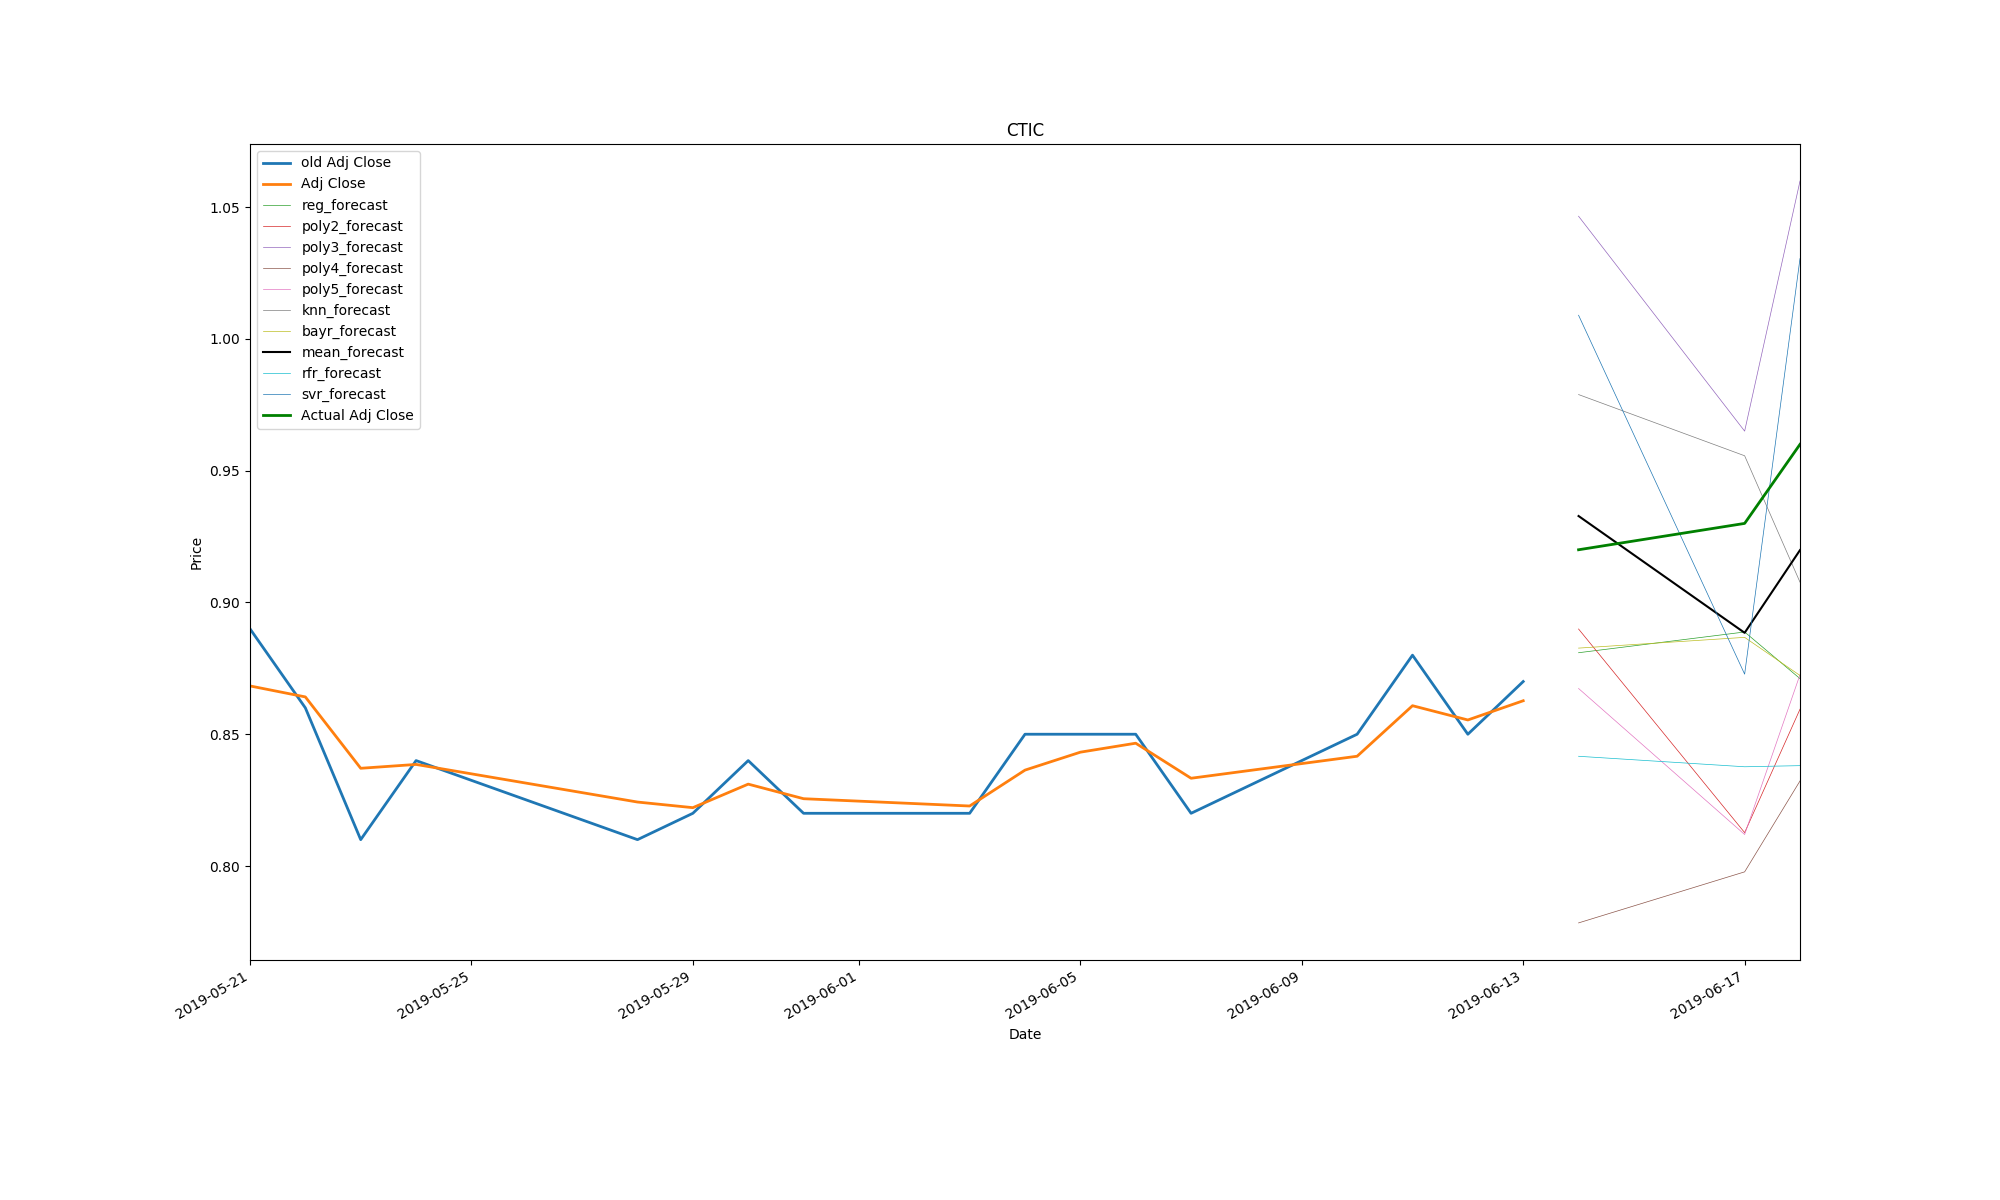 CTIC
old Adj Close
Adj Close
reg_forecast
poly2_forecast
poly3_forecast
poly4_forecast
poly5_forecast
knn_forecast
bayr_forecast
mean_forecast
rfr_forecast
svr_forecast
Actual Adj Close
1.05
1.00
0.95
0.90
0.85
0.80
Price
2019-05-21
2019-05-25
2019-05-29
2019-06-01
2019-06-05
2019-06-09
2019-06-13
2019-06-17
Date